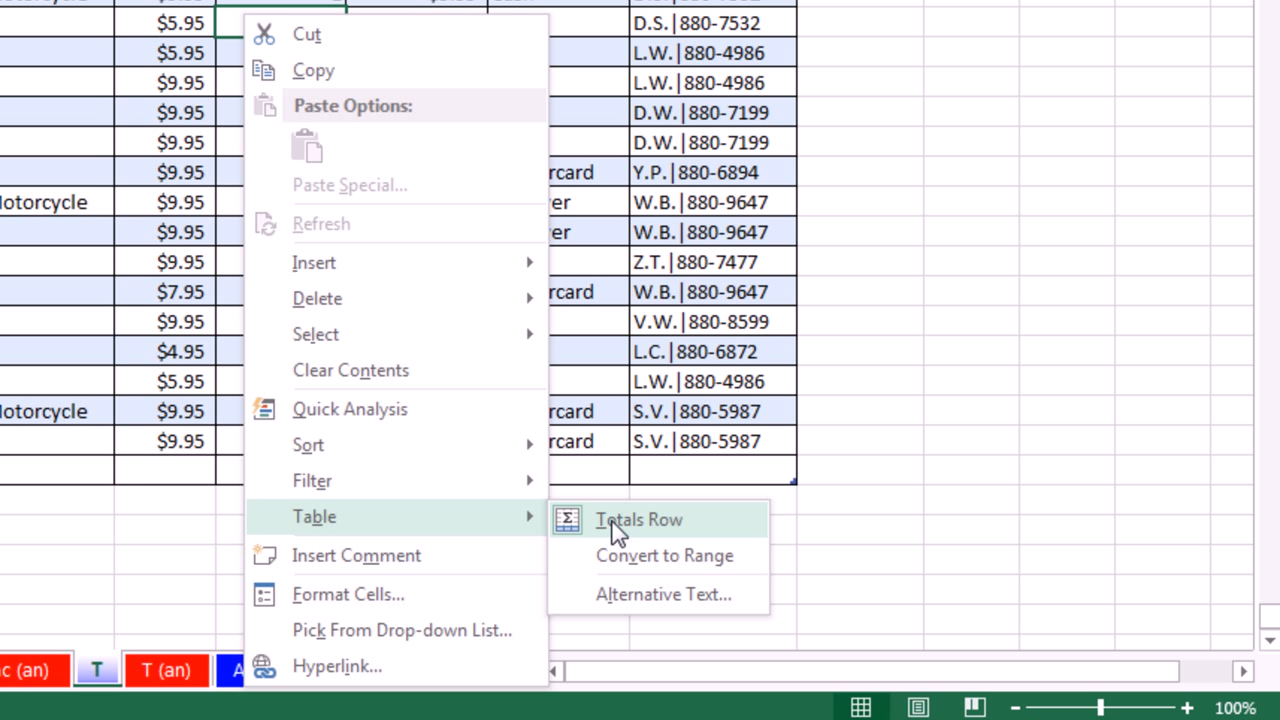 $5.95 D.S.|880-7532
Cut
$5.95 L.W.|880-4986
Copy
$9.95 L.W.|880-4986
Paste Options:
$9.95 D.W.|880-7199
$9.95 D.W.|880-7199
$9.95 rcard Y.P.|880-6894
Paste Special...
Motorcycle $9.95 er W.B.|880-9647
Refresh
$9.95 er W.B.|880-9647
Insert
$9.95 Z.T.|880-7477
Delete
$7.95 rcard W.B.|880-9647
$9.95 V.W.|880-8599
Select
$4.95 L.C.|880-6872
Clear Contents
$5.95 L.W.|880-4986
Quick Analysis
Motorcycle $9.95 rcard S.V.|880-5987
Sort
$9.95 rcard S.V.|880-5987
Filter
Table
Totals Row
Insert Comment
Convert to Range
Format Cells...
Alternative Text...
Pick From Drop-down List...
Hyperlink...
c (an) T T (an) A
100%